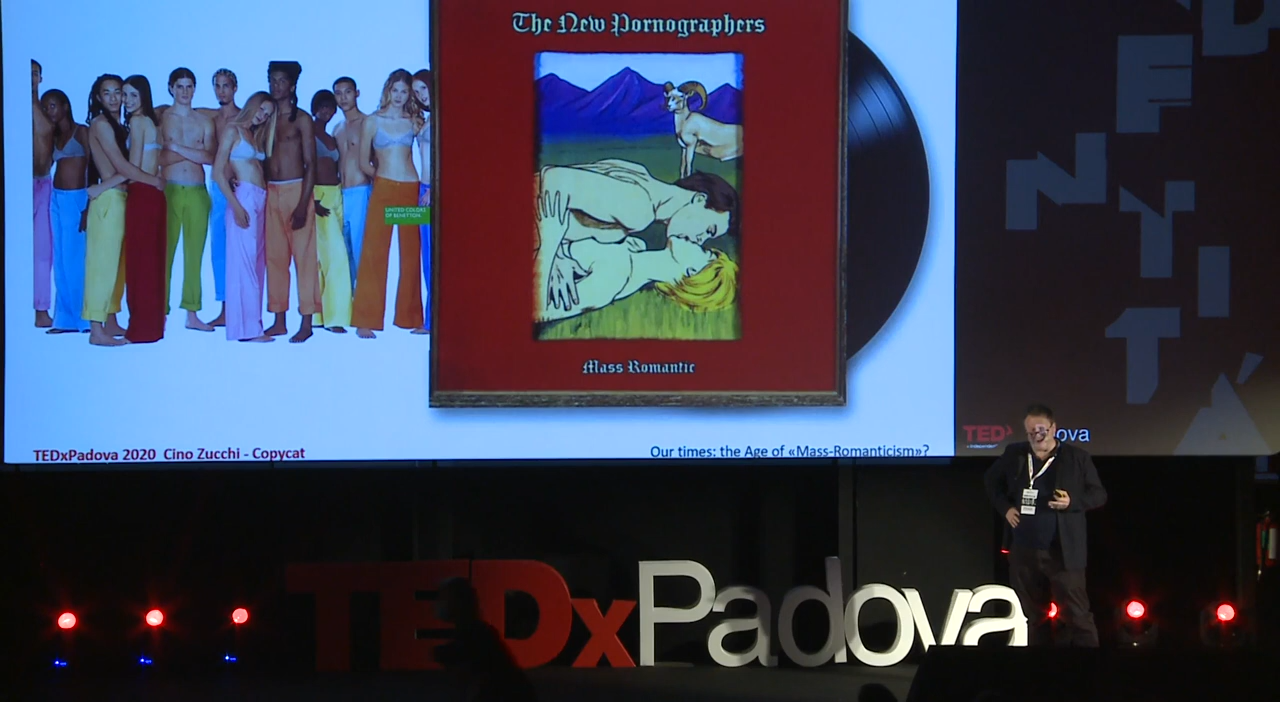 The New Pornographers
UNITED COLORS
OF BENETTON.
Mass Romantic
TEDxPadova 2020 Cino Zucchi - Copycat
Our times: the Age of «Mass-Romanticism»?
D
E
N
T
I
T
À
TEDx
ova
TEDxPadova